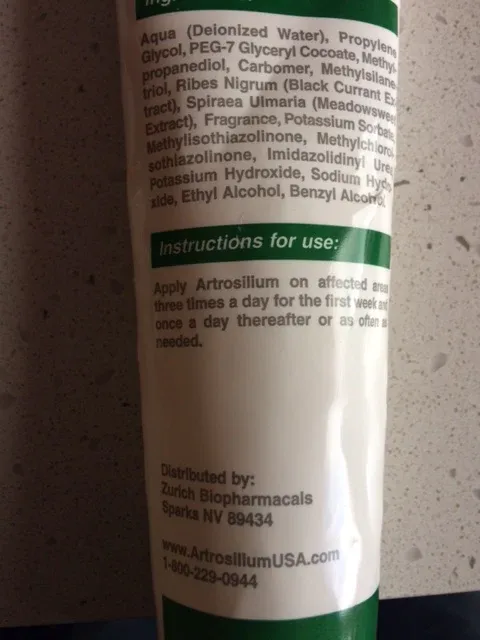 Aqua (Deionized Water), Propylene
Glycol, PEG-7 Glyceryl Cocoate, Methyl-
propanediol, Carbomer, Methylsilane-
triol, Ribes Nigrum (Black Currant Ex-
tract), Spiraea Ulmaria (Meadowsweet
Extract), Fragrance, Potassium Sorbate,
Methylisothiazolinone, Methylchloroi-
sothiazolinone, Imidazolidinyl Urea,
Potassium Hydroxide, Sodium Hydro-
xide, Ethyl Alcohol, Benzyl Alcohol.
Instructions for use:
Apply Artrosilium on affected areas
three times a day for the first week and
once a day thereafter or as often as
needed.
Distributed by:
Zurich Biopharmacals
Sparks NV 89434
www.ArtrosiliumUSA.com
1-800-229-0944